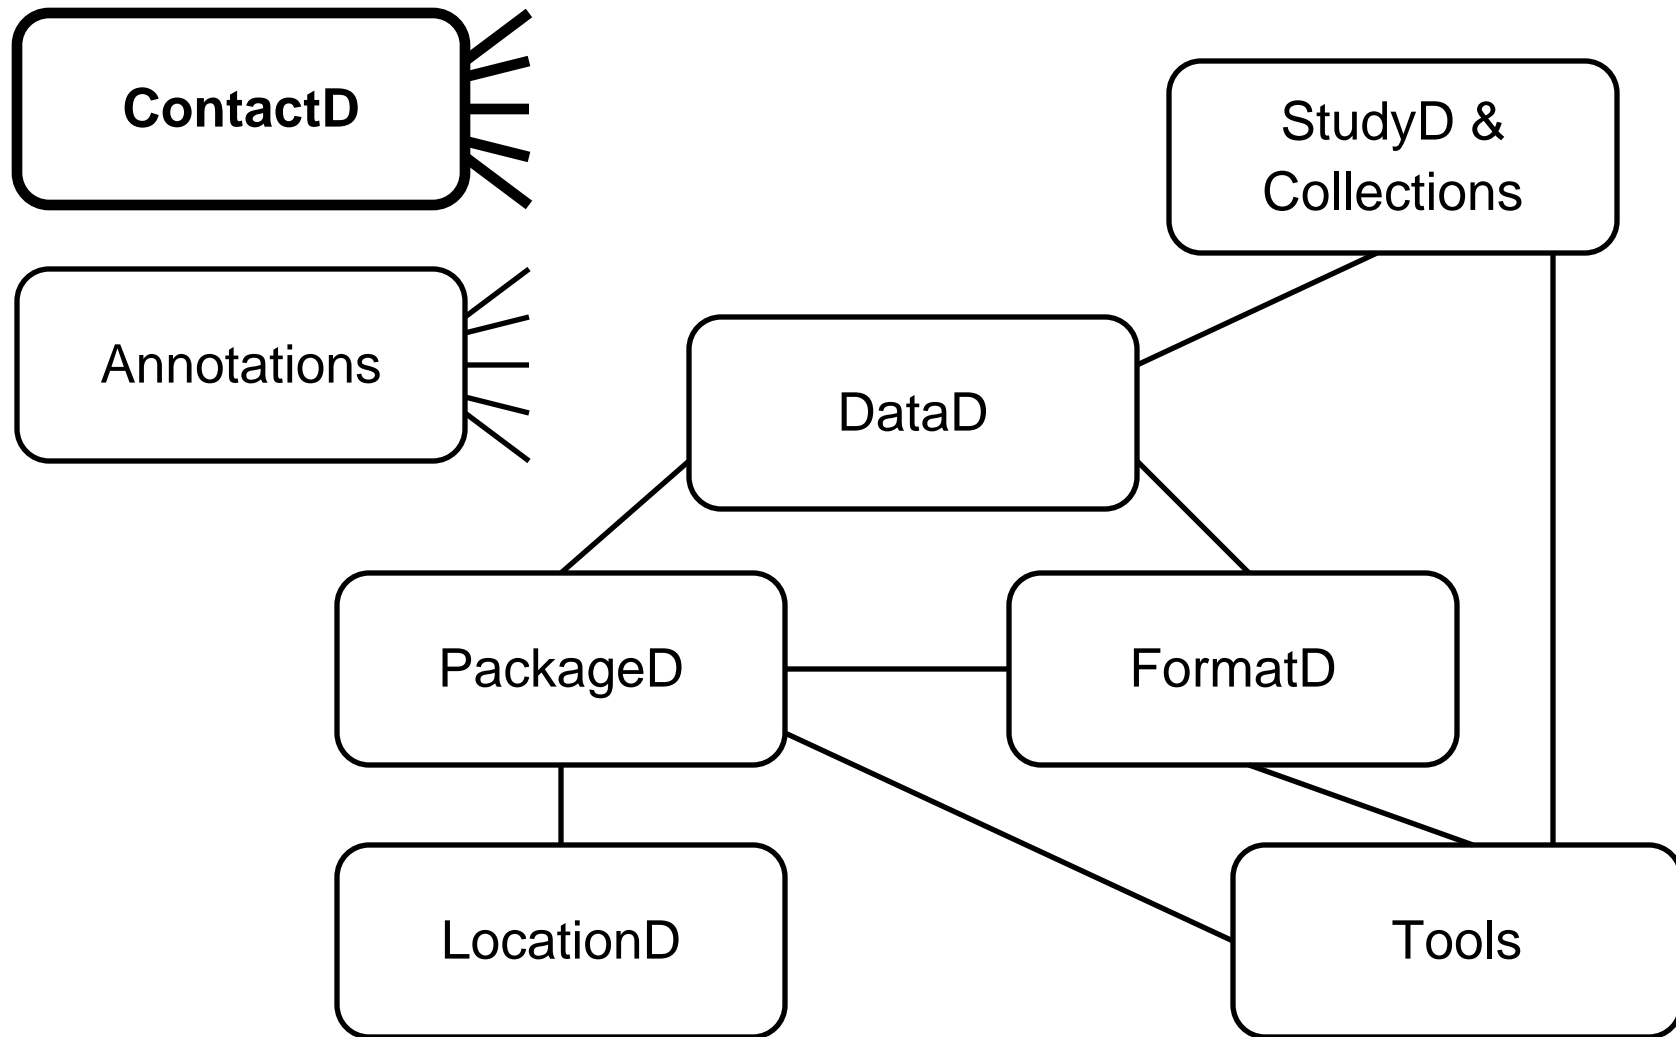 ContactD
StudyD &
Collections
Annotations
DataD
PackageD
FormatD
LocationD
Tools